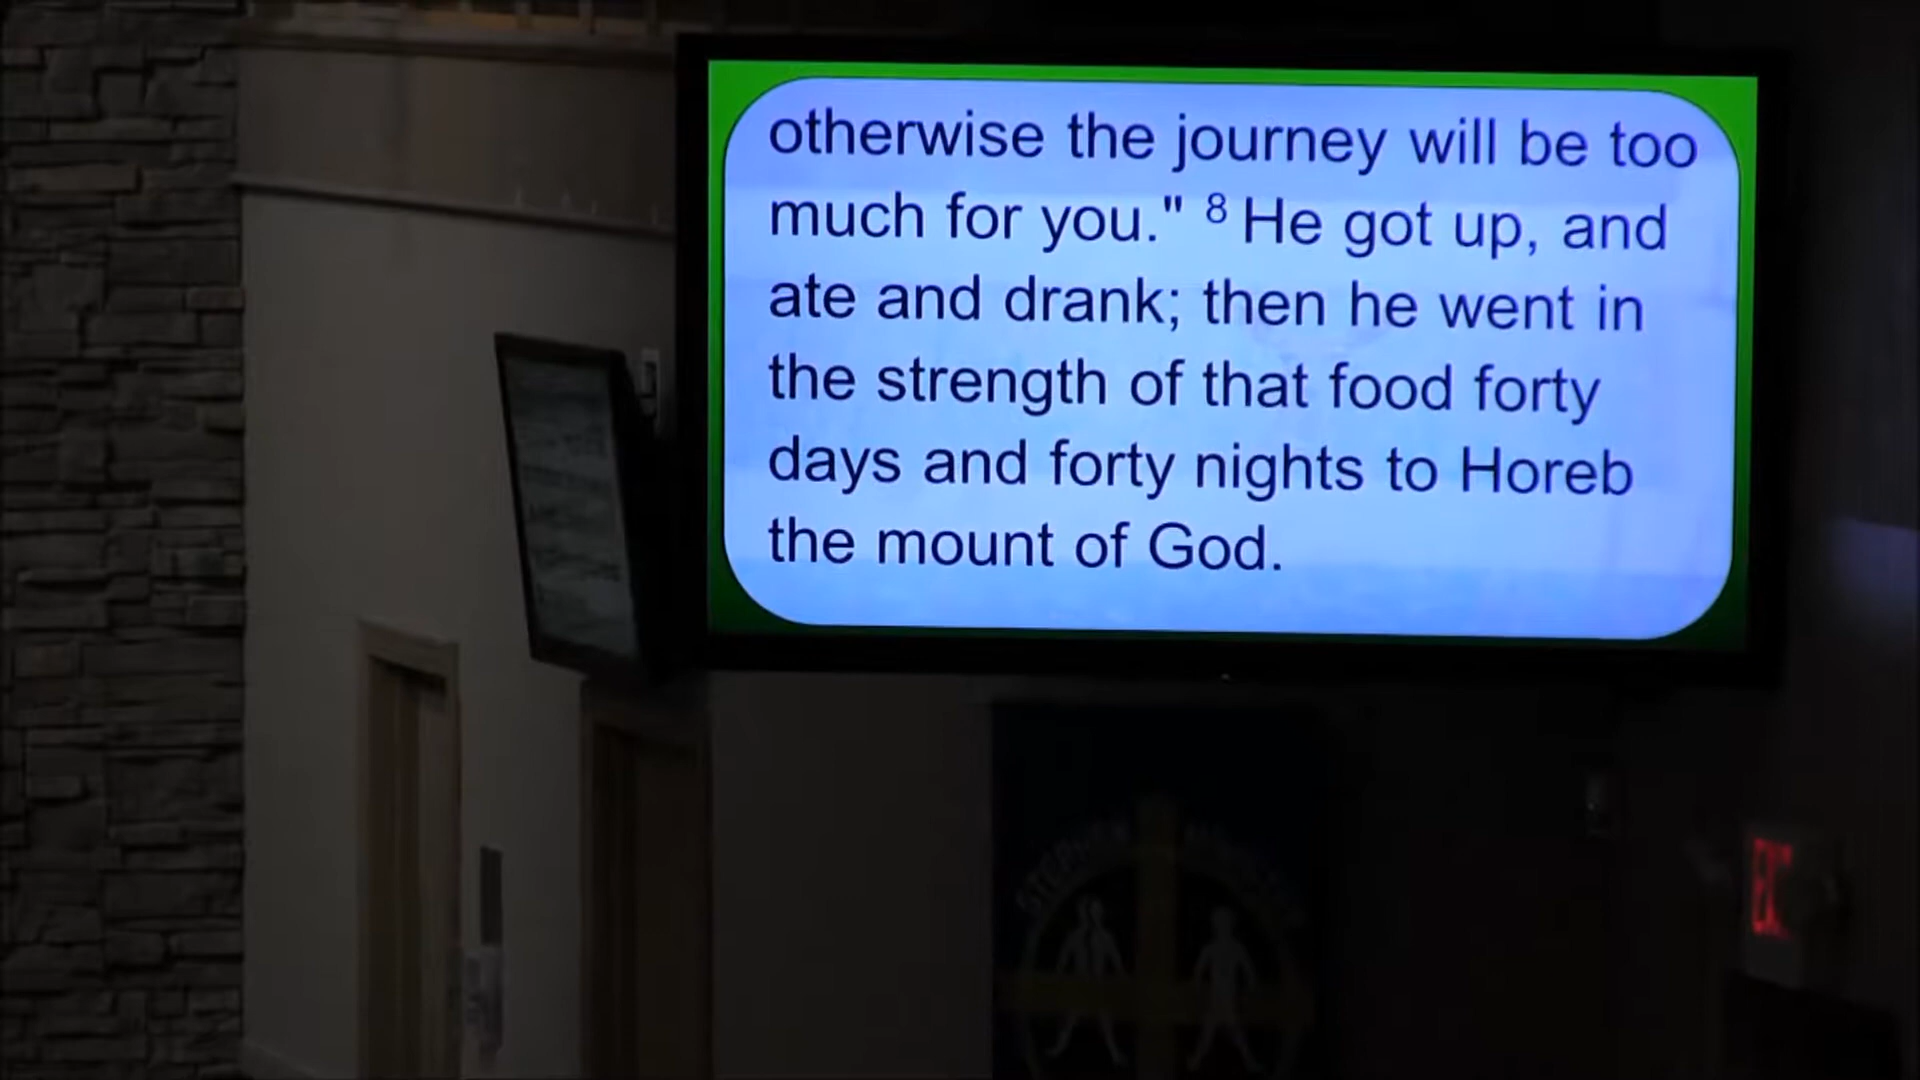 otherwise the journey will be too
much for you." 8 He got up, and
ate and drank; then he went in
the strength of that food forty
days and forty nights to Horeb
the mount of God.
STEPHEN